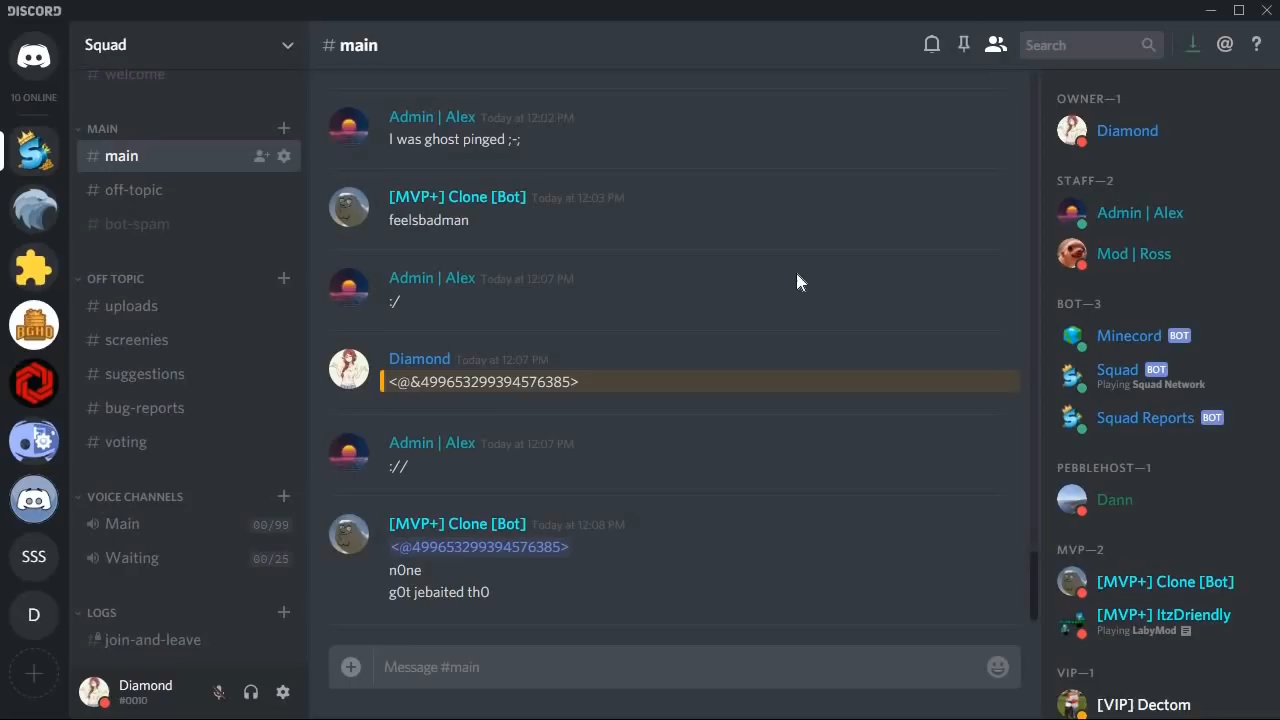 DISCORD
10 ONLINE
SSS
D
Squad
# welcome
MAIN
# main
# off-topic
# bot-spam
OFF TOPIC
# uploads
# screenies
# suggestions
# bug-reports
# voting
VOICE CHANNELS
Main 00/99
Waiting 00/25
LOGS
join-and-leave
Diamond
#0010
# main
Search
Admin | Alex Today at 12:02 PM
I was ghost pinged ;-;
[MVP+] Clone [Bot] Today at 12:03 PM
feelsbadman
Admin | Alex Today at 12:07 PM
:/
Diamond Today at 12:07 PM
<@&499653299394576385>
Admin | Alex Today at 12:07 PM
://
[MVP+] Clone [Bot] Today at 12:08 PM
<@499653299394576385>
n0ne
g0t jebaited th0
Message #main
OWNER—1
Diamond
STAFF—2
Admin | Alex
Mod | Ross
BOT—3
Minecord BOT
Squad BOT
Playing Squad Network
Squad Reports BOT
PEBBLEHOST—1
Dann
MVP—2
[MVP+] Clone [Bot]
[MVP+] ItzDriendly
Playing LabyMod
VIP—1
[VIP] Dectom